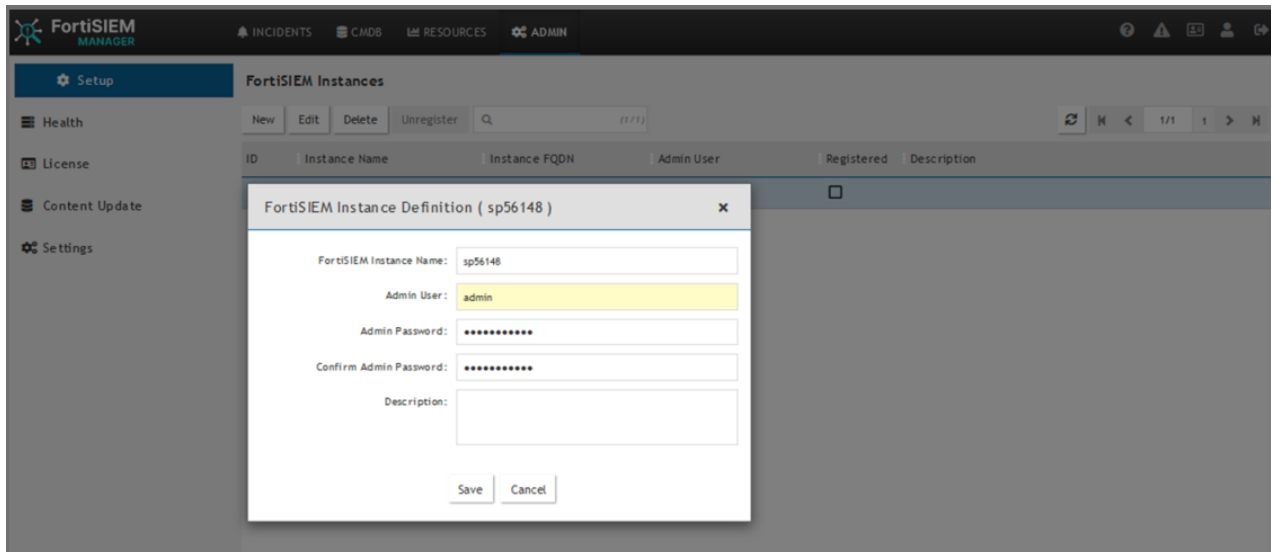 FortiSIEM
MANAGER
INCIDENTS CMDB RESOURCES ADMIN
Setup
Health
License
Content Update
Settings
FortiSIEM Instances
New Edit Delete Unregister (1/1) 1/1 1
ID Instance Name Instance FQDN Admin User Registered Description
FortiSIEM Instance Definition ( sp56148 )
FortiSIEM Instance Name: sp56148
Admin User: admin
Admin Password: •••••••••••
Confirm Admin Password: •••••••••••
Description:
Save Cancel